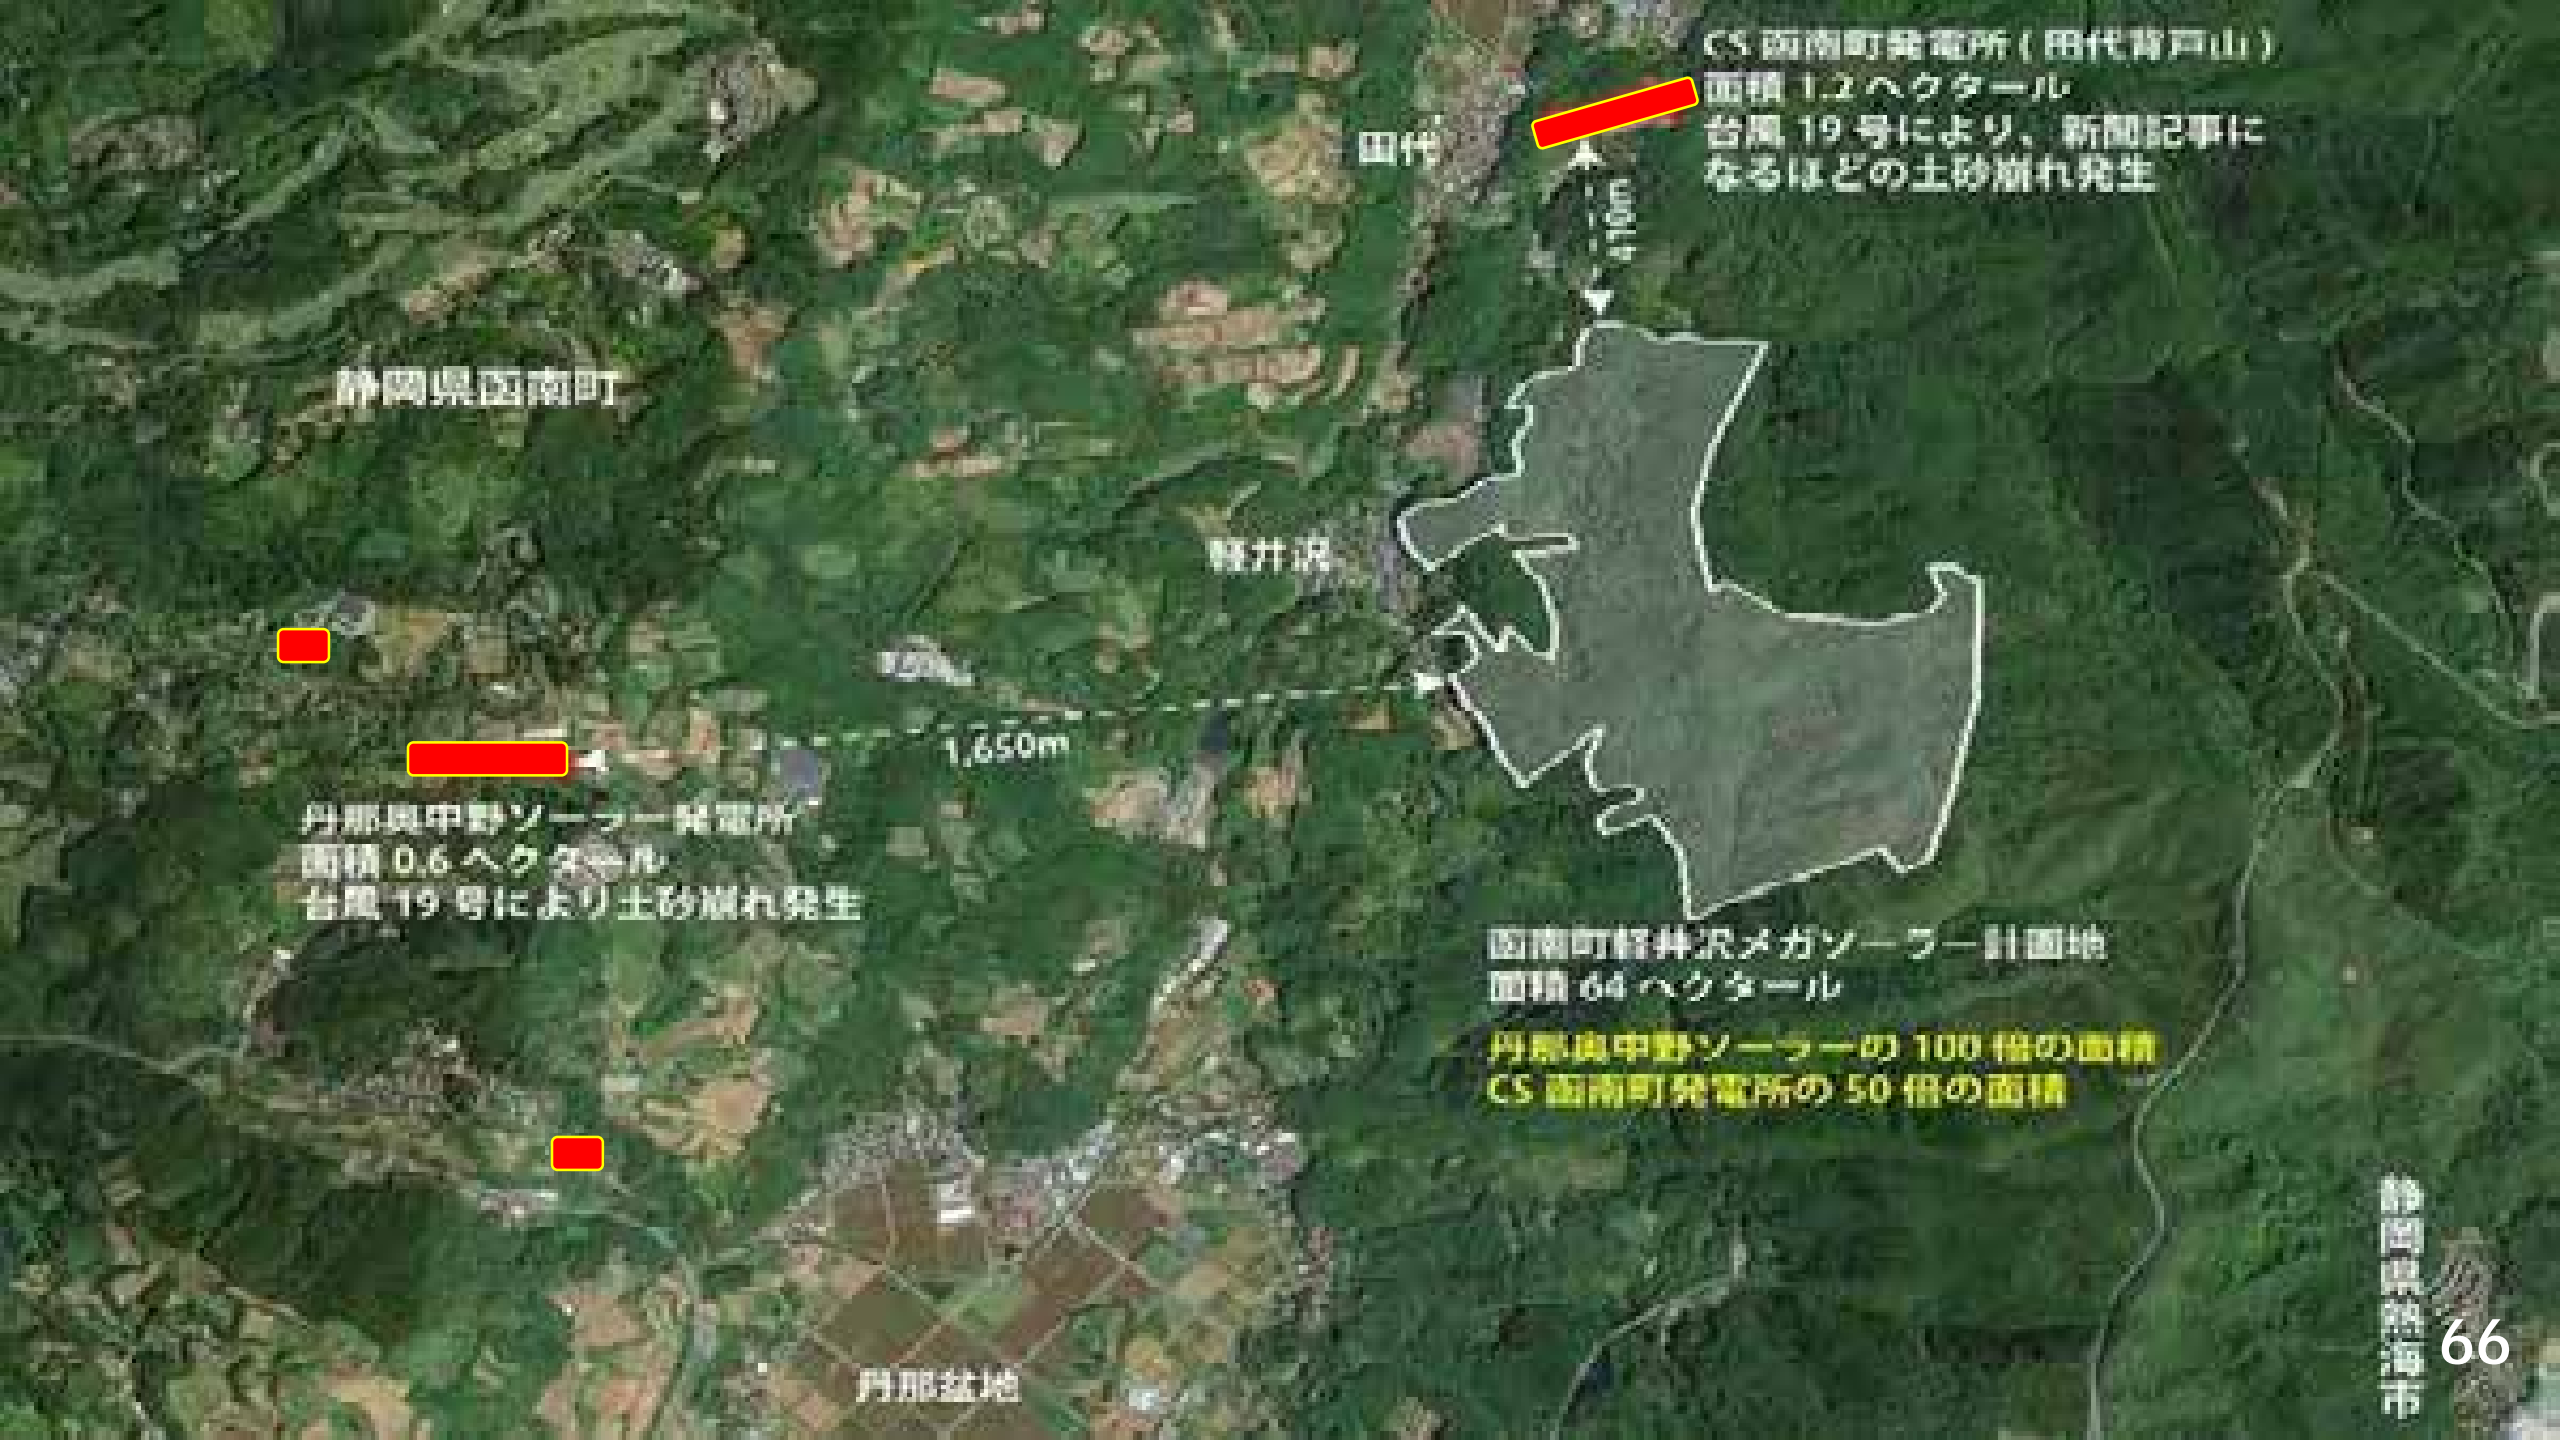 CS 函南町発電所 ( 田代背戸山 )
面積 1.2 ヘクタール
台風 19 号により、新聞記事に
なるほどの土砂崩れ発生
田代
410m
静岡県函南町
軽井沢
1,650m
丹那奥中野ソーラー発電所
面積 0.6 ヘクタール
台風 19 号により土砂崩れ発生
函南町軽井沢メガソーラー計画地
面積 64 ヘクタール
丹那奥中野ソーラーの 100 倍の面積
CS 函南町発電所の 50 倍の面積
静岡県熱海市
丹那盆地
66